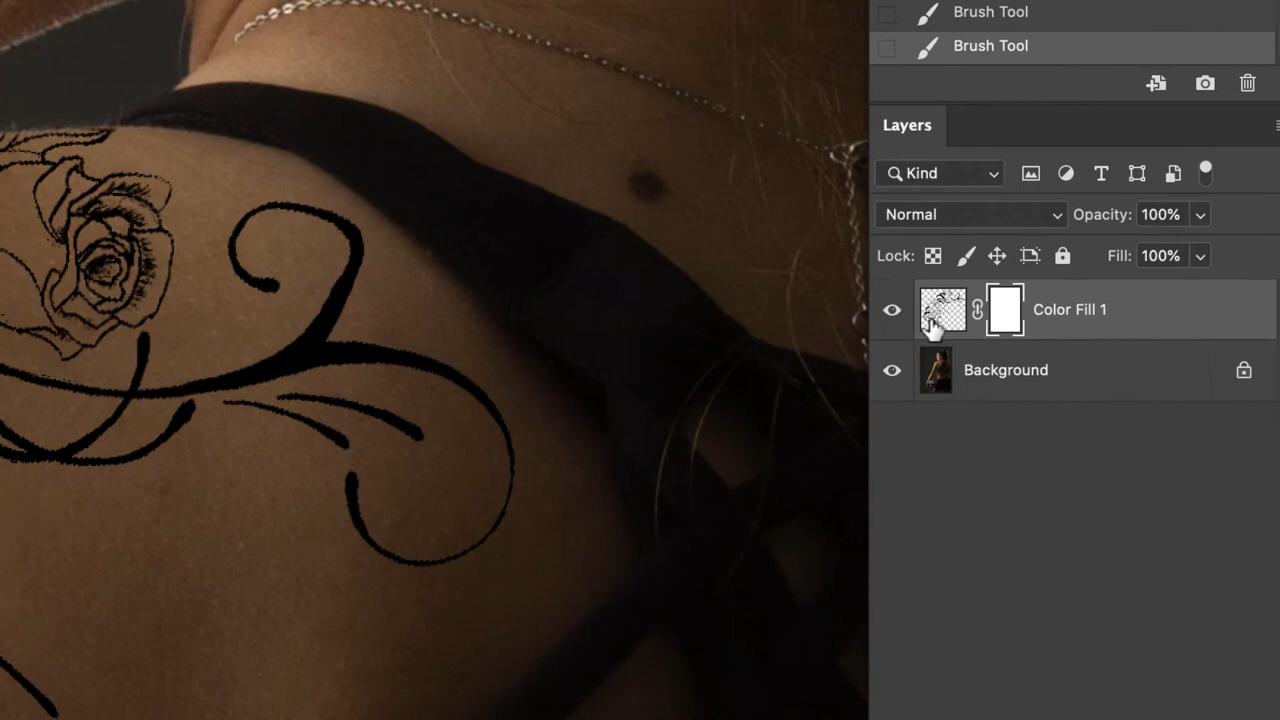 Brush Tool
Brush Tool
Layers
Kind
Normal Opacity: 100%
Lock: Fill: 100%
Color Fill 1
Background